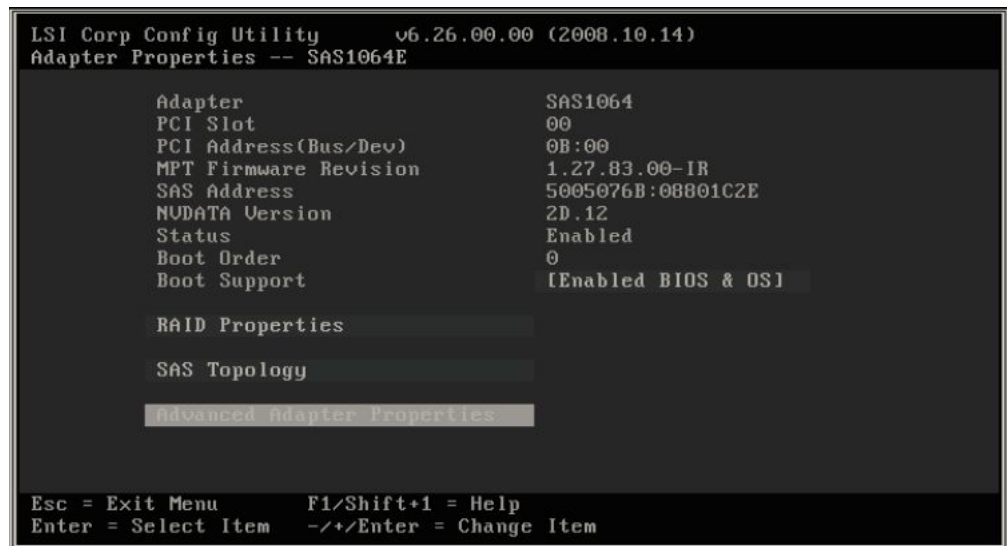 LSI Corp Config Utility v6.26.00.00 (2008.10.14)
Adapter Properties -- SAS1064E
Adapter SAS1064
PCI Slot 00
PCI Address(Bus/Dev) 0B:00
MPT Firmware Revision 1.27.83.00-IR
SAS Address 5005076B:08801C2E
NVDATA Version 2D.12
Status Enabled
Boot Order 0
Boot Support [Enabled BIOS & OS]
RAID Properties
SAS Topology
Advanced Adapter Properties
Esc = Exit Menu F1/Shift+1 = Help
Enter = Select Item -/+/Enter = Change Item